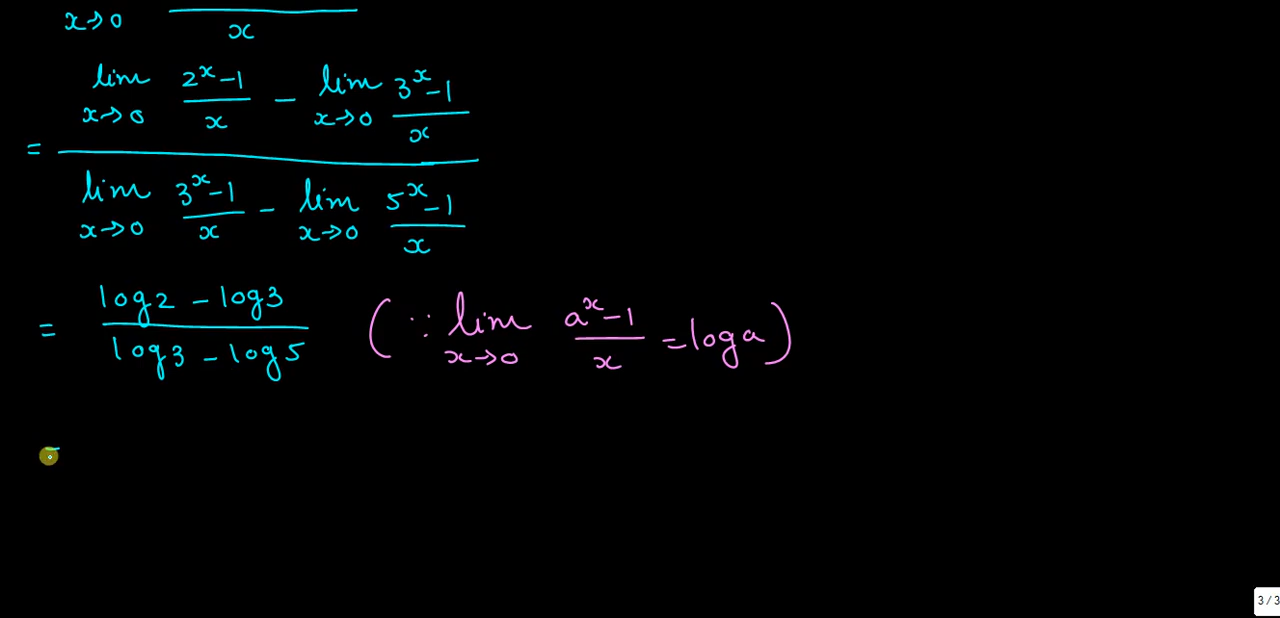 x→0 x
lim x→0 (2^x-1)/x - lim x→0 (3^x-1)/x
=
lim x→0 (3^x-1)/x - lim x→0 (5^x-1)/x
= (log2 - log3)/(log3 - log5) (∵ lim x→0 (a^x-1)/x = log a)
3/3